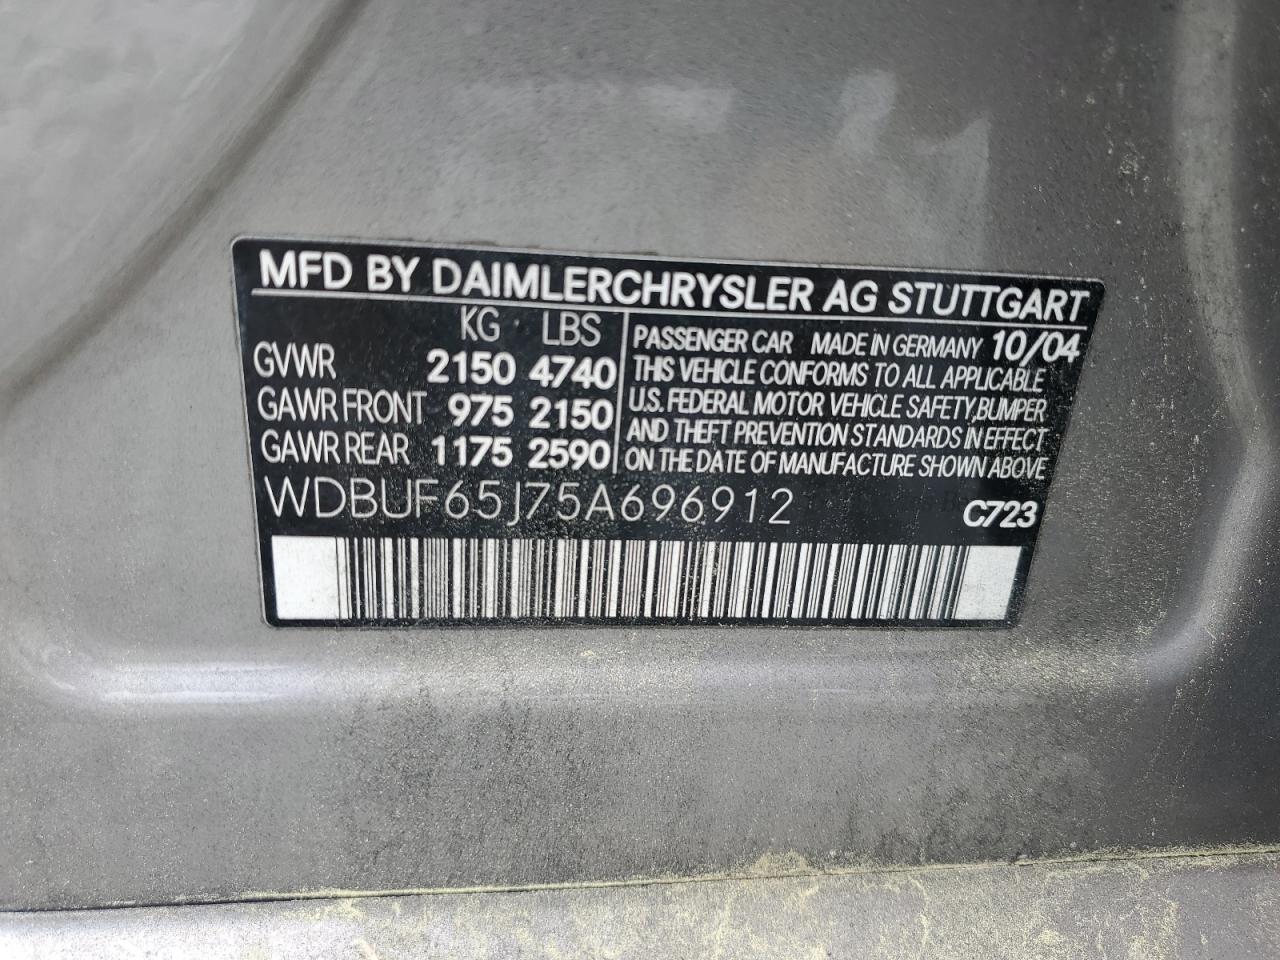 MFD BY DAIMLERCHRYSLER AG STUTTGART
KG LBS
GVWR 2150 4740
GAWR FRONT 975 2150
GAWR REAR 1175 2590
PASSENGER CAR MADE IN GERMANY 10/04
THIS VEHICLE CONFORMS TO ALL APPLICABLE
U.S. FEDERAL MOTOR VEHICLE SAFETY, BUMPER
AND THEFT PREVENTION STANDARDS IN EFFECT
ON THE DATE OF MANUFACTURE SHOWN ABOVE
WDBUF65J75A696912
C723